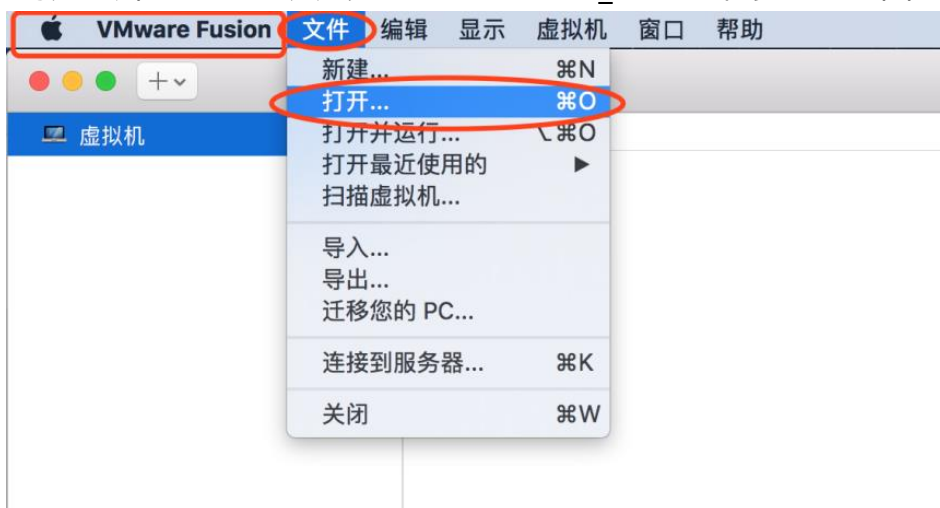 VMware Fusion 文件 编辑 显示 虚拟机 窗口 帮助
新建... ⌘N
打开... ⌘O
虚拟机
打开并运行... ⌥⌘O
打开最近使用的 ▶
扫描虚拟机...
导入...
导出...
迁移您的 PC...
连接到服务器... ⌘K
关闭 ⌘W